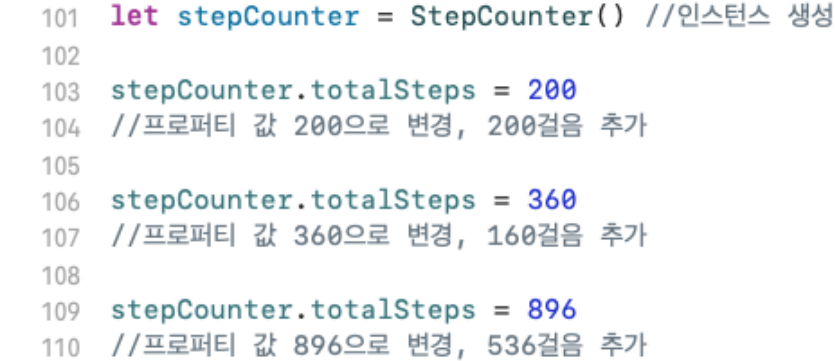 101 let stepCounter = StepCounter() //인스턴스 생성
102
103 stepCounter.totalSteps = 200
104 //프로퍼티 값 200으로 변경, 200걸음 추가
105
106 stepCounter.totalSteps = 360
107 //프로퍼티 값 360으로 변경, 160걸음 추가
108
109 stepCounter.totalSteps = 896
110 //프로퍼티 값 896으로 변경, 536걸음 추가